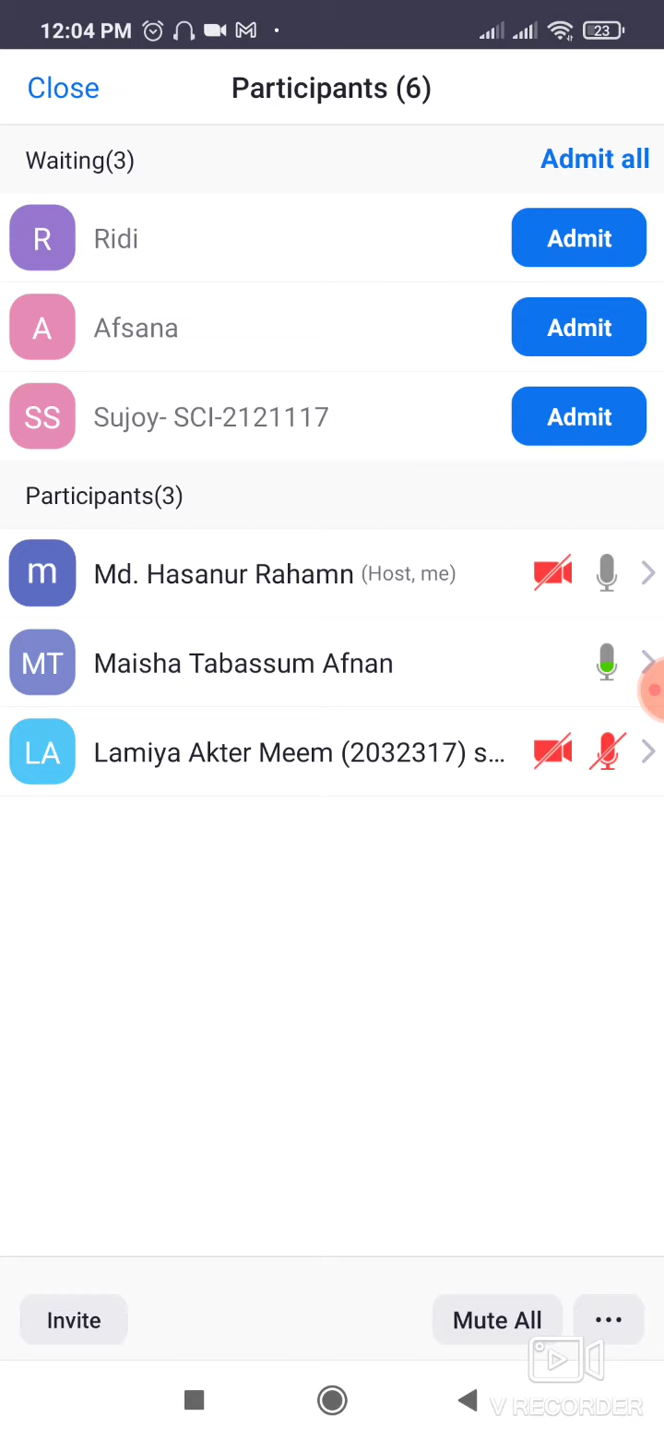 12:04 PM 23
Close Participants (6)
Waiting(3) Admit all
R Ridi Admit
A Afsana Admit
SS Sujoy- SCI-2121117 Admit
Participants(3)
m Md. Hasanur Rahamn (Host, me)
MT Maisha Tabassum Afnan
LA Lamiya Akter Meem (2032317) s...
Invite Mute All ...
V RECORDER